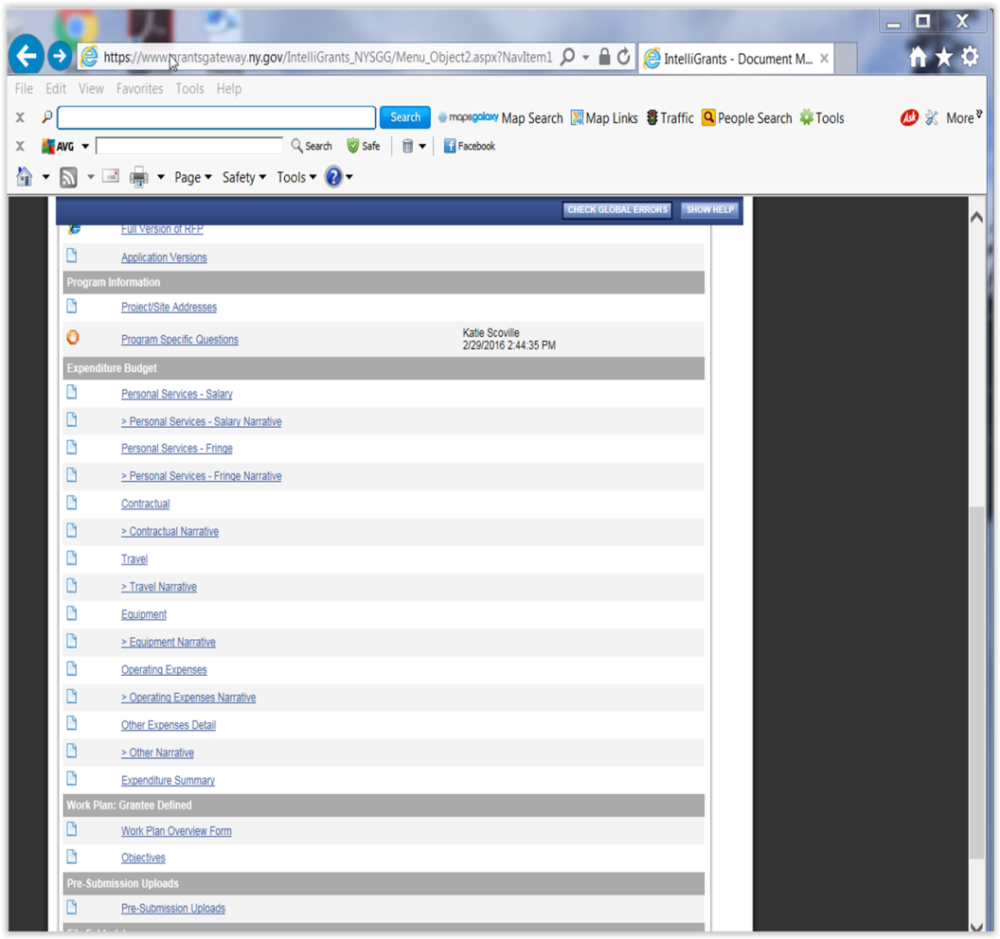 https://www.grantsgateway.ny.gov/IntelliGrants_NYSGG/Menu_Object2.aspx?NavItem1
IntelliGrants - Document M...
File Edit View Favorites Tools Help
x Search mapsgalaxy Map Search Map Links Traffic People Search Tools Ask More
x AVG Search Safe Facebook
Page Safety Tools
CHECK GLOBAL ERRORS SHOW HELP
Full Version of RFP
Application Versions
Program Information
Project/Site Addresses
Program Specific Questions
Katie Scoville
2/29/2016 2:44:35 PM
Expenditure Budget
Personal Services - Salary
> Personal Services - Salary Narrative
Personal Services - Fringe
> Personal Services - Fringe Narrative
Contractual
> Contractual Narrative
Travel
> Travel Narrative
Equipment
> Equipment Narrative
Operating Expenses
> Operating Expenses Narrative
Other Expenses Detail
> Other Narrative
Expenditure Summary
Work Plan: Grantee Defined
Work Plan Overview Form
Objectives
Pre-Submission Uploads
Pre-Submission Uploads